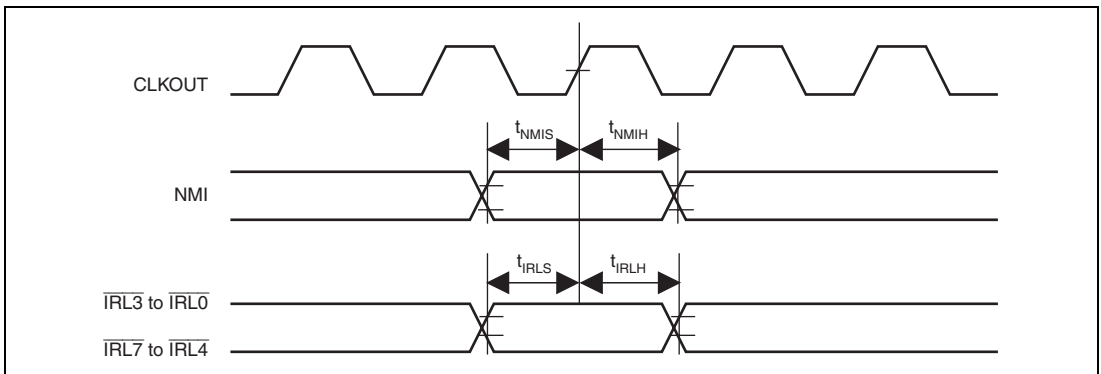 CLKOUT
tNMIS tNMIH
NMI
tIRLS tIRLH
IRL3 to IRL0
IRL7 to IRL4